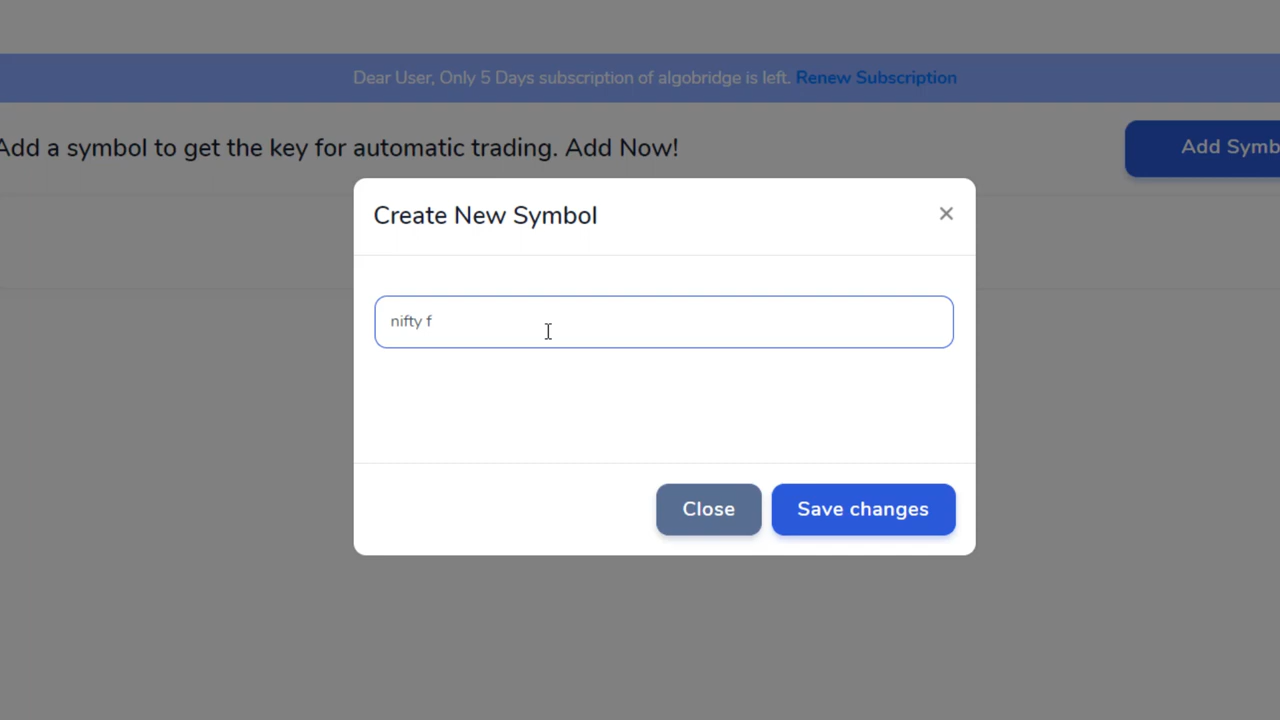 Dear User, Only 5 Days subscription of algobridge is left. Renew Subscription
Add a symbol to get the key for automatic trading. Add Now!
Add Symb
Create New Symbol
×
nifty f
Close
Save changes